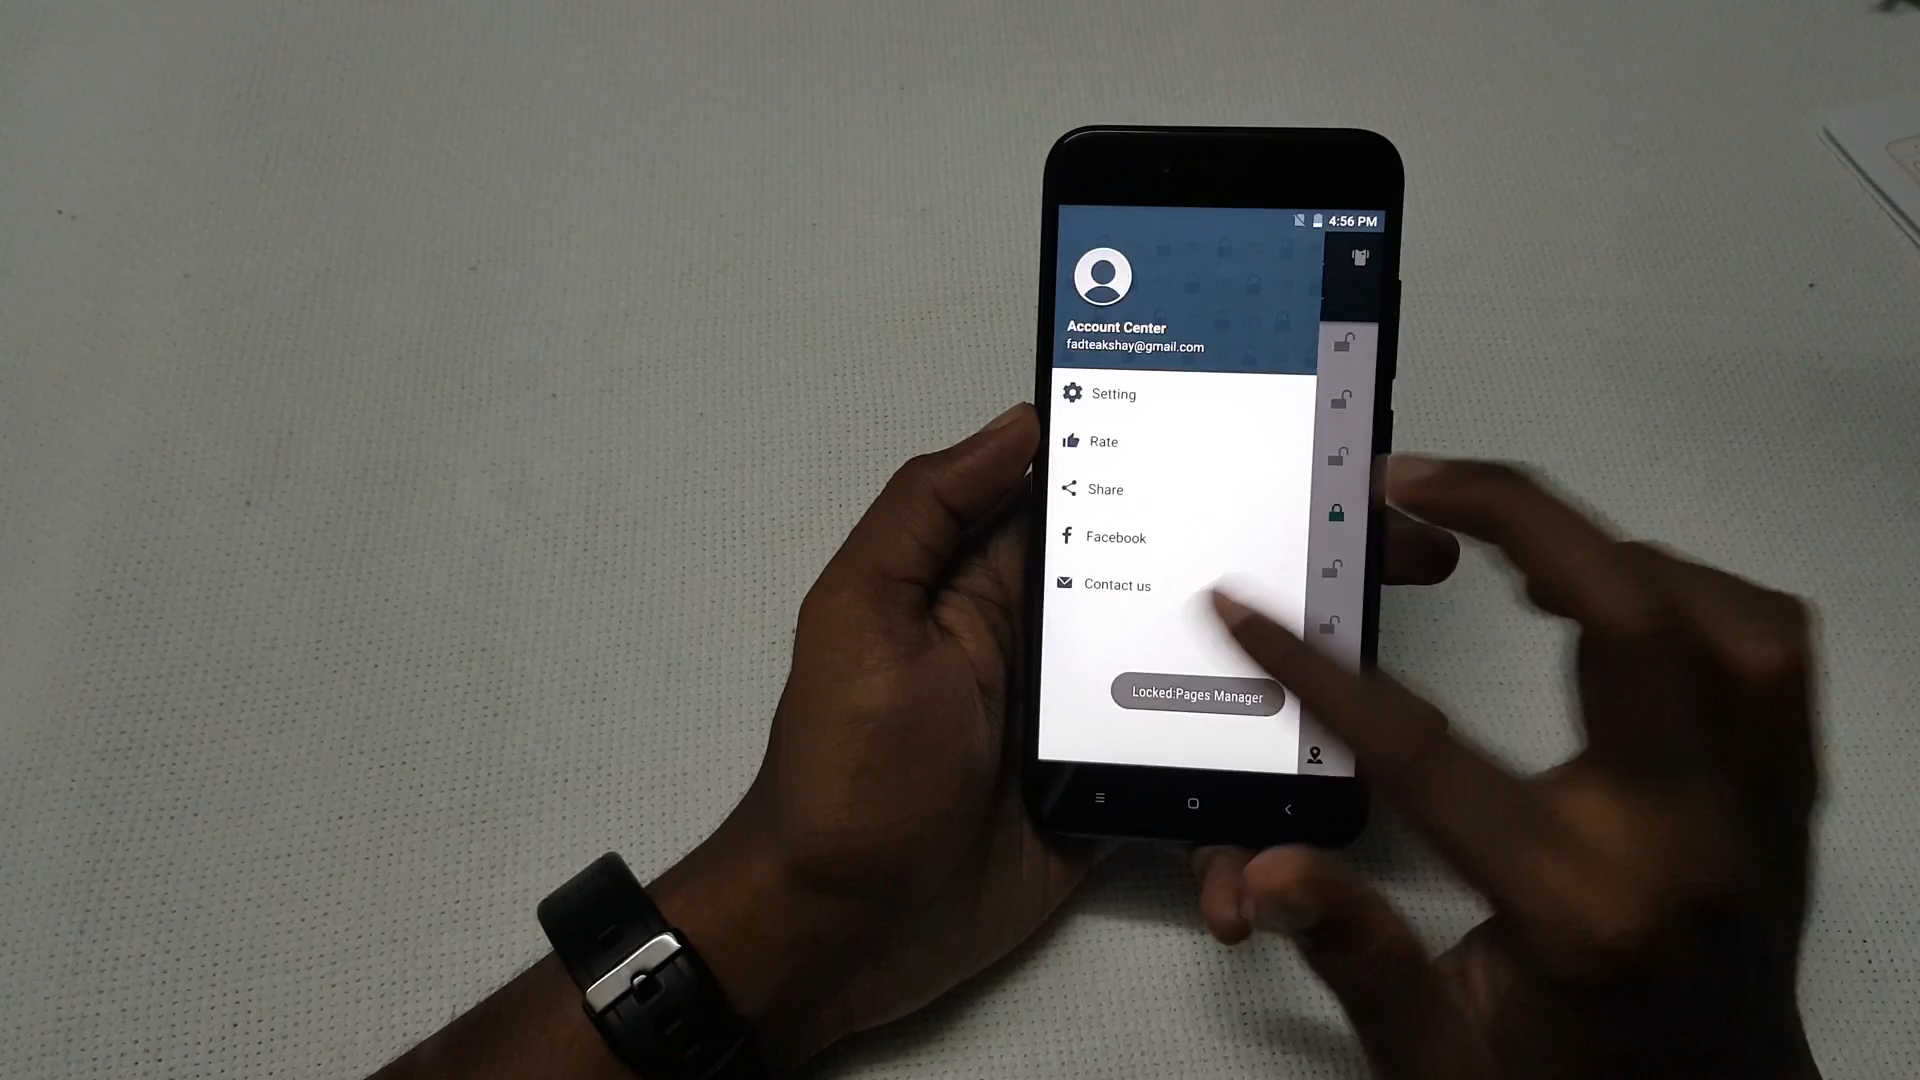 4:56 PM
Account Center
fadteakshay@gmail.com
Setting
Rate
Share
Facebook
Contact us
Locked:Pages Manager